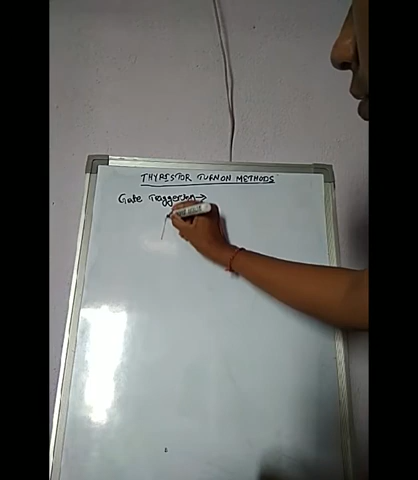 THYRISTOR TURNON METHODS
Gate Triggering →